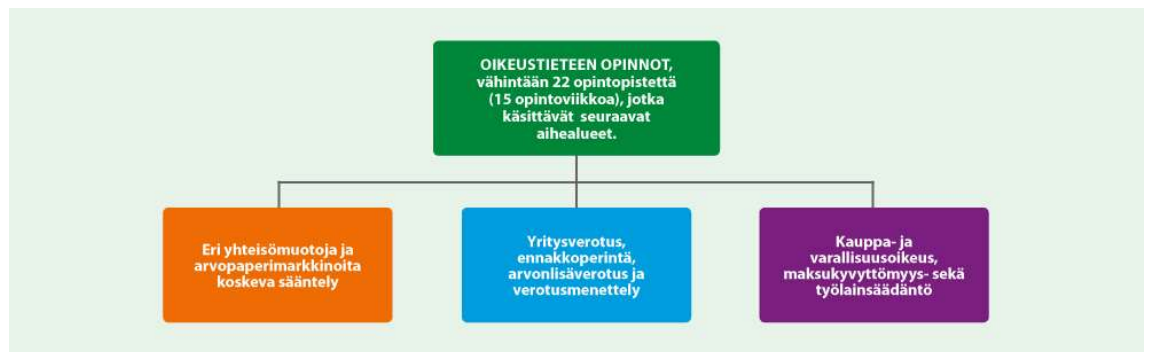 OIKEUSTIETEEN OPINNOT,
vähintään 22 opintopistettä
(15 opintoviikkoa), jotka
käsittävät seuraavat
aihealueet.
Eri yhteisömuotoja ja
arvopaperimarkkinoita
koskeva sääntely
Yritysverotus,
ennakkoperintä,
arvonlisäverotus ja
verotusmenettely
Kauppa- ja
varallisuusoikeus,
maksukyvyttömyys- sekä
työlainsäädäntö